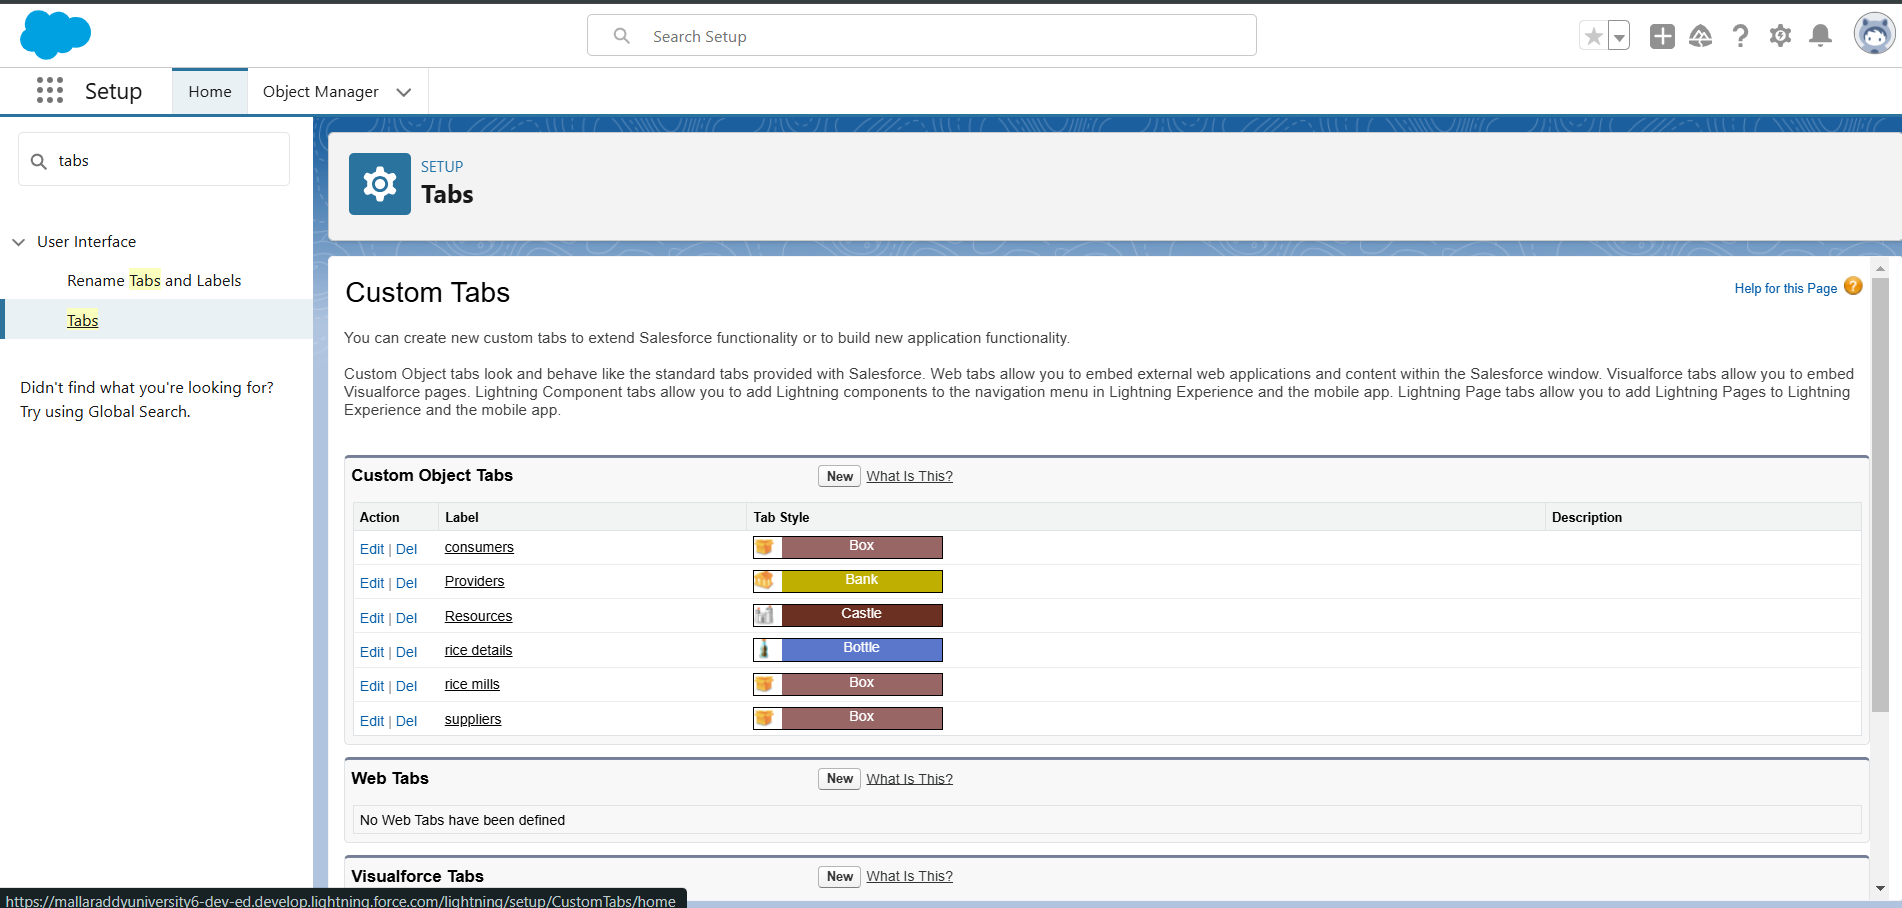 Search Setup
Setup
Home
Object Manager
tabs
User Interface
Rename Tabs and Labels
Tabs
Didn't find what you're looking for?
Try using Global Search.
SETUP
Tabs
Custom Tabs
Help for this Page
You can create new custom tabs to extend Salesforce functionality or to build new application functionality.
Custom Object tabs look and behave like the standard tabs provided with Salesforce. Web tabs allow you to embed external web applications and content within the Salesforce window. Visualforce tabs allow you to embed
Visualforce pages. Lightning Component tabs allow you to add Lightning components to the navigation menu in Lightning Experience and the mobile app. Lightning Page tabs allow you to add Lightning Pages to Lightning
Experience and the mobile app.
Custom Object Tabs New What Is This?
Action Label Tab Style Description
Edit | Del consumers Box
Edit | Del Providers Bank
Edit | Del Resources Castle
Edit | Del rice details Bottle
Edit | Del rice mills Box
Edit | Del suppliers Box
Web Tabs New What Is This?
No Web Tabs have been defined
Visualforce Tabs New What Is This?
https://mallaraddyuniversity6-dev-ed.develop.lightning.force.com/lightning/setup/CustomTabs/home